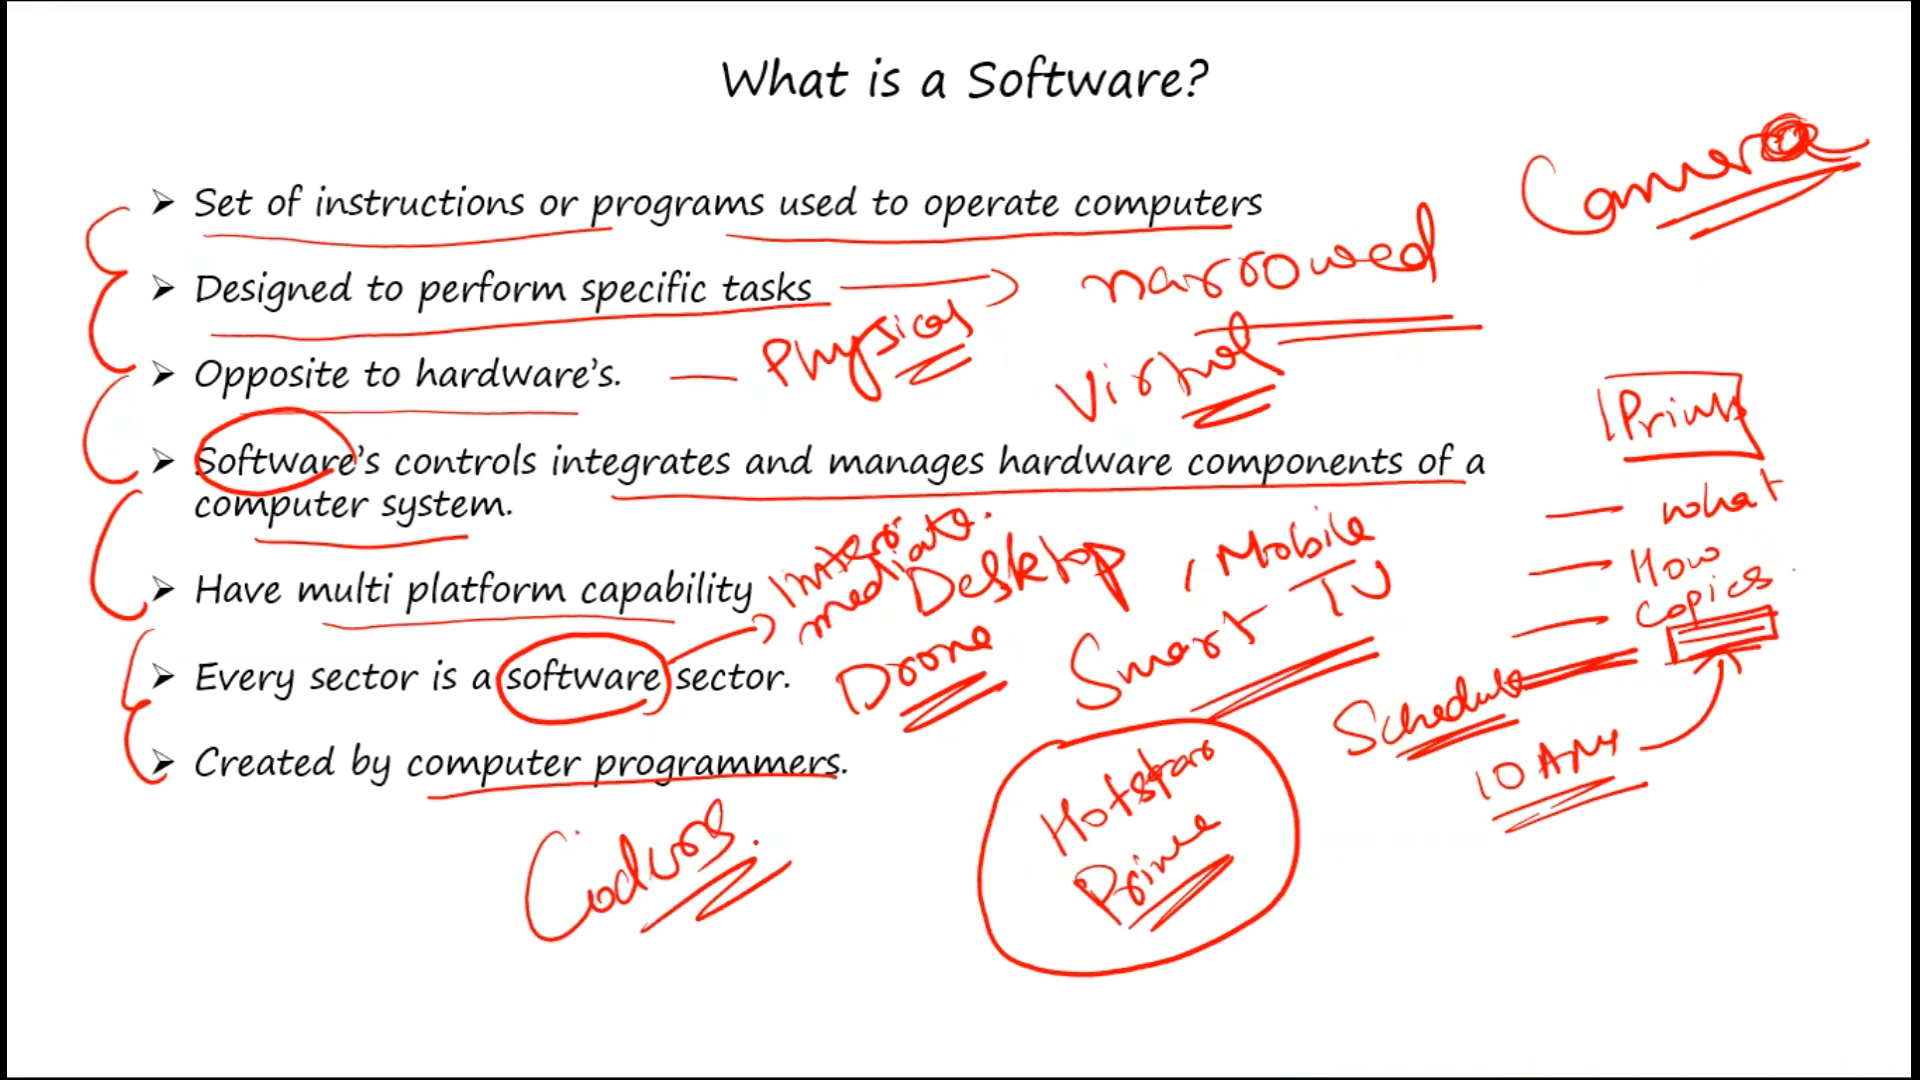 What is a Software?
Camera
➢ Set of instructions or programs used to operate computers
➢ Designed to perform specific tasks
narrowed
➢ Opposite to hardware's.
Physical
Virtual
Print
➢ Software's controls integrates and manages hardware components of a
computer system.
what
How
copies
➢ Have multi platform capability
Inter
mediate.
Desktop, Mobile
Smart TV
Drone
➢ Every sector is a software sector.
Schedule
10 AM
➢ Created by computer programmers.
Hotstar
Prime
Coders.